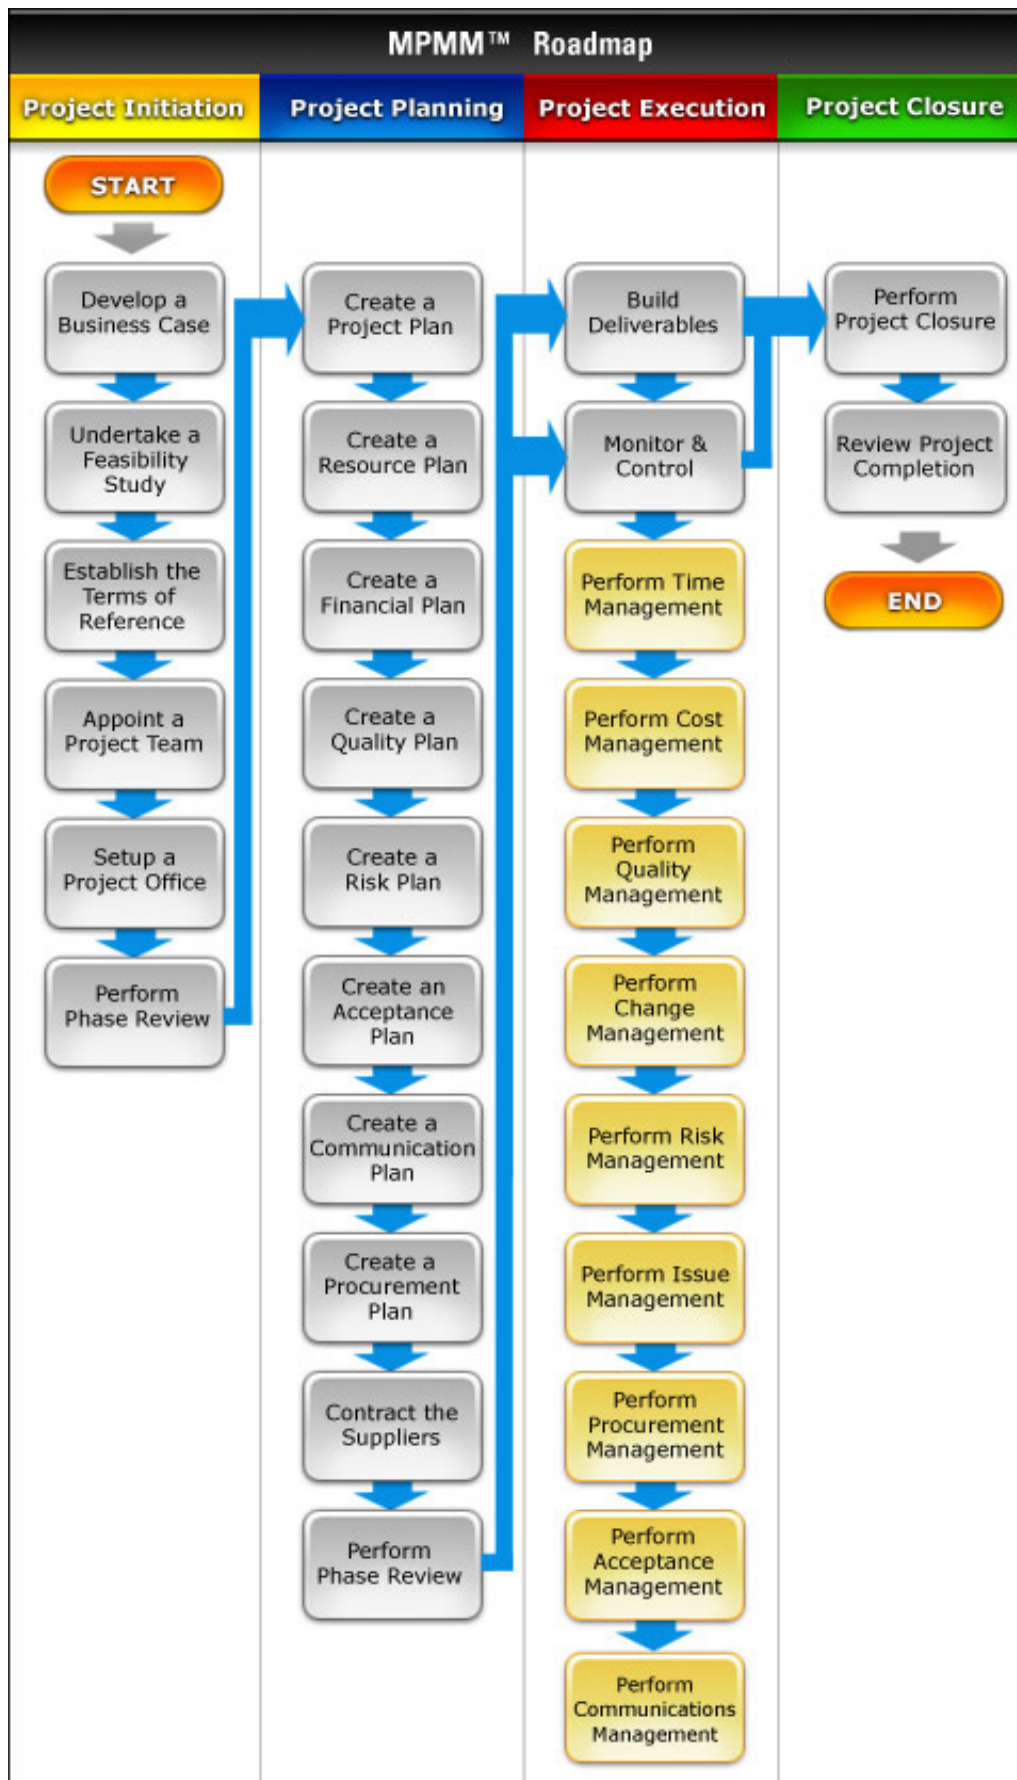 MPMM™ Roadmap
Project Initiation
Project Planning
Project Execution
Project Closure
START
Develop a
Business Case
Undertake a
Feasibility
Study
Establish the
Terms of
Reference
Appoint a
Project Team
Setup a
Project Office
Perform
Phase Review
Create a
Project Plan
Create a
Resource Plan
Create a
Financial Plan
Create a
Quality Plan
Create a
Risk Plan
Create an
Acceptance
Plan
Create a
Communication
Plan
Create a
Procurement
Plan
Contract the
Suppliers
Perform
Phase Review
Build
Deliverables
Monitor &
Control
Perform Time
Management
Perform Cost
Management
Perform
Quality
Management
Perform
Change
Management
Perform Risk
Management
Perform Issue
Management
Perform
Procurement
Management
Perform
Acceptance
Management
Perform
Communications
Management
Perform
Project Closure
Review Project
Completion
END